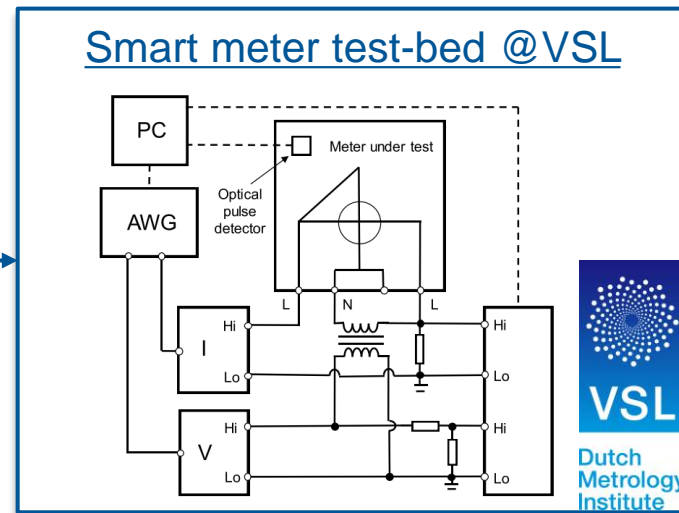 Smart meter test-bed @VSL
PC
Meter under test
Optical
pulse
detector
AWG
L
N
L
Hi
Hi
I
Lo
Lo
Hi
Hi
V
Lo
Lo
VSL
Dutch
Metrology
Institute